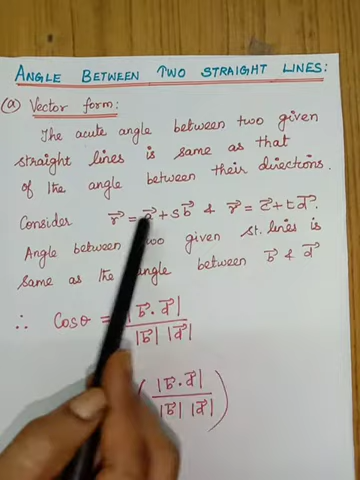 ANGLE BETWEEN TWO STRAIGHT LINES:
(a) Vector form:
The acute angle between two given
straight lines is same as that
of the angle between their directions.
Consider r⃗ = a⃗ + s b⃗ & r⃗ = c⃗ + t d⃗.
Angle between two given st. lines is
same as the angle between b⃗ & d⃗
∴ Cosθ = |b⃗ · d⃗| / |b⃗| |d⃗|
( |b⃗ · d⃗| / |b⃗| |d⃗| )